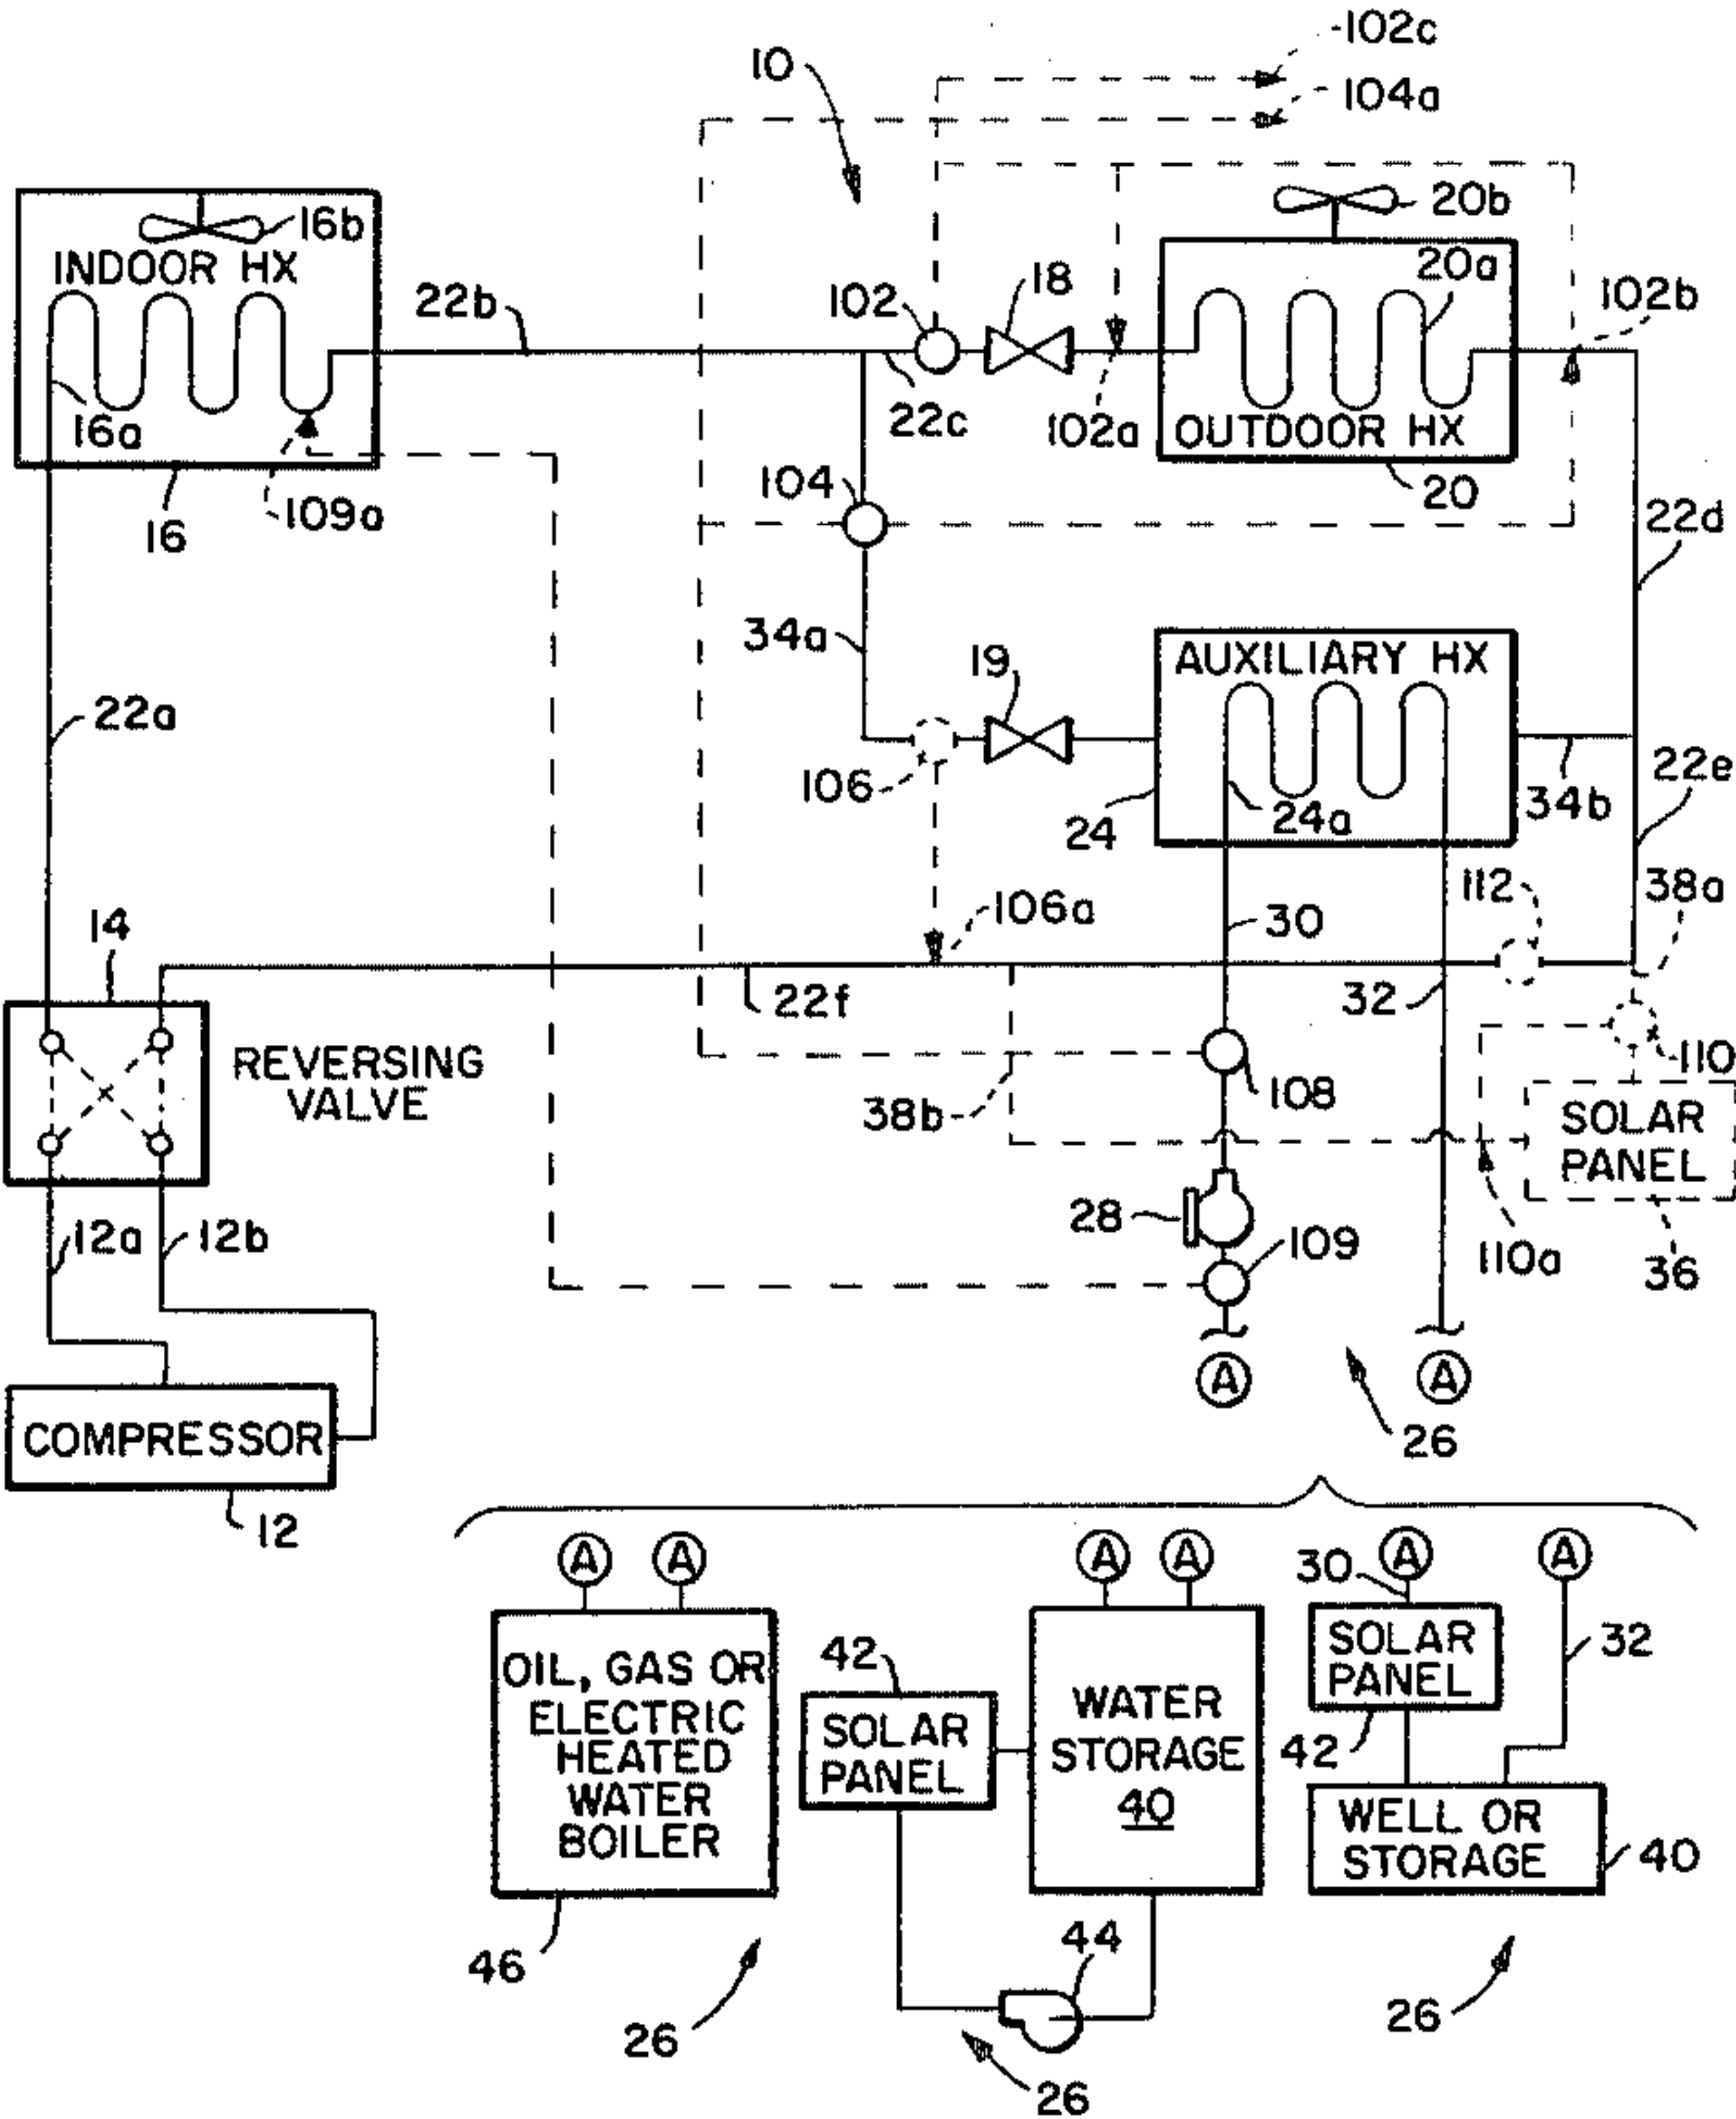 102c
10
104a
16b
20b
INDOOR HX
20a
22b
102
18
102b
16a
22c
102a
OUTDOOR HX
104
20
109a
16
22d
34a
19
AUXILIARY HX
22a
22e
106
24a
34b
24
112
38a
106a
30
14
22f
32
REVERSING
VALVE
110
108
38b
SOLAR
PANEL
28
12a
12b
109
110a
36
A
A
COMPRESSOR
26
12
A
A
A
A
A
A
30
OIL, GAS OR
ELECTRIC
HEATED
WATER
BOILER
42
SOLAR
PANEL
WATER
STORAGE
40
SOLAR
PANEL
32
42
WELL OR
STORAGE
40
46
44
26
26
26